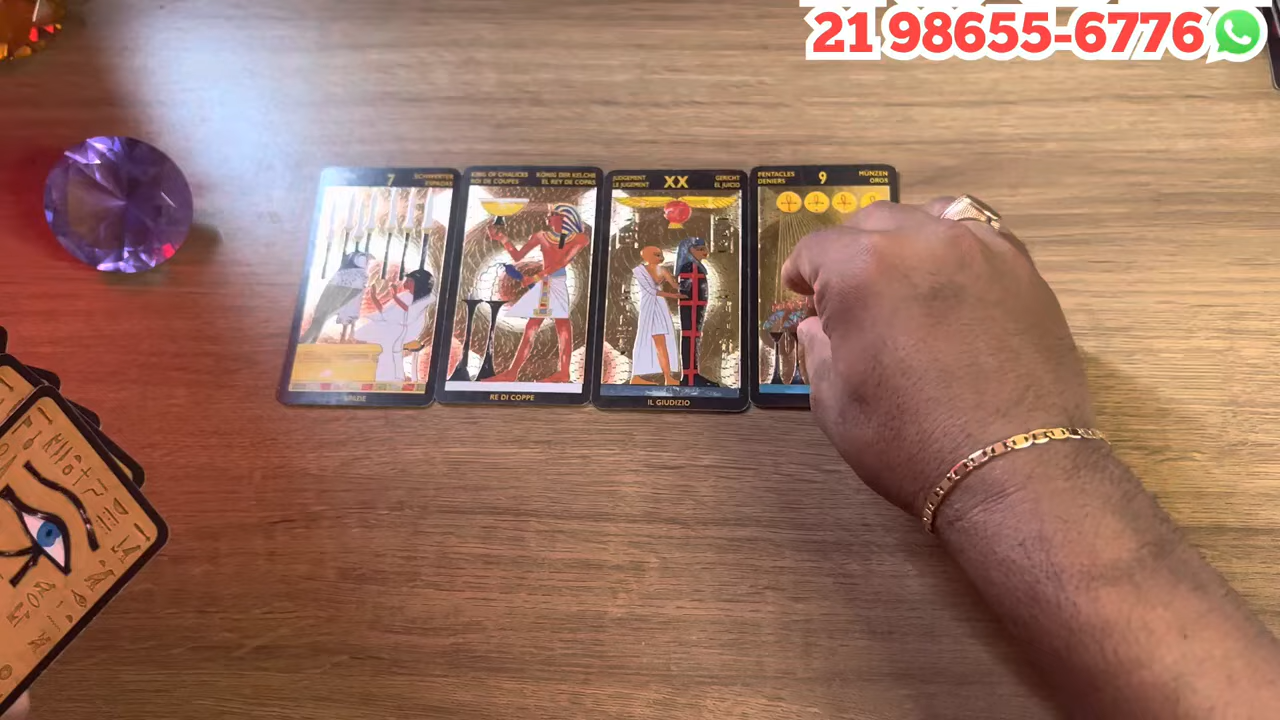 21 98655-6776
7
SCHWERTER
ESPADAS
KING OF CHALICES
ROI DE COUPES
KÖNIG DER KELCHE
EL REY DE COPAS
RE DI COPPE
JUDGEMENT
LE JUGEMENT
XX
GERICHT
EL JUICIO
IL GIUDIZIO
PENTACLES
DENIERS
9
MÜNZEN
OROS